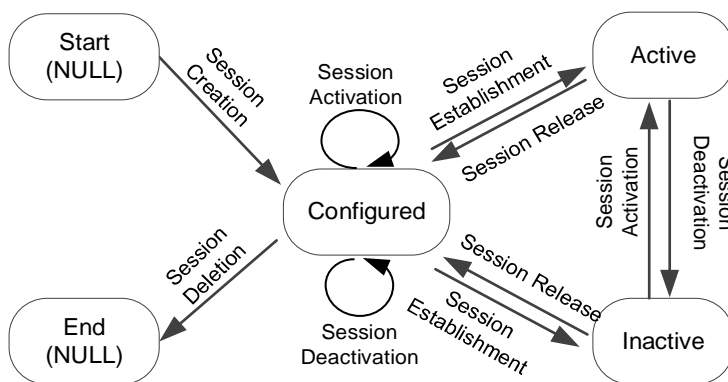 Start
(NULL)
Session
Creation
Session
Activation
Session
Establishment
Session Release
Active
Configured
Session
Activation
Session
Deactivation
Session
Deletion
Session Release
Session
Establishment
Session
Deactivation
End
(NULL)
Inactive